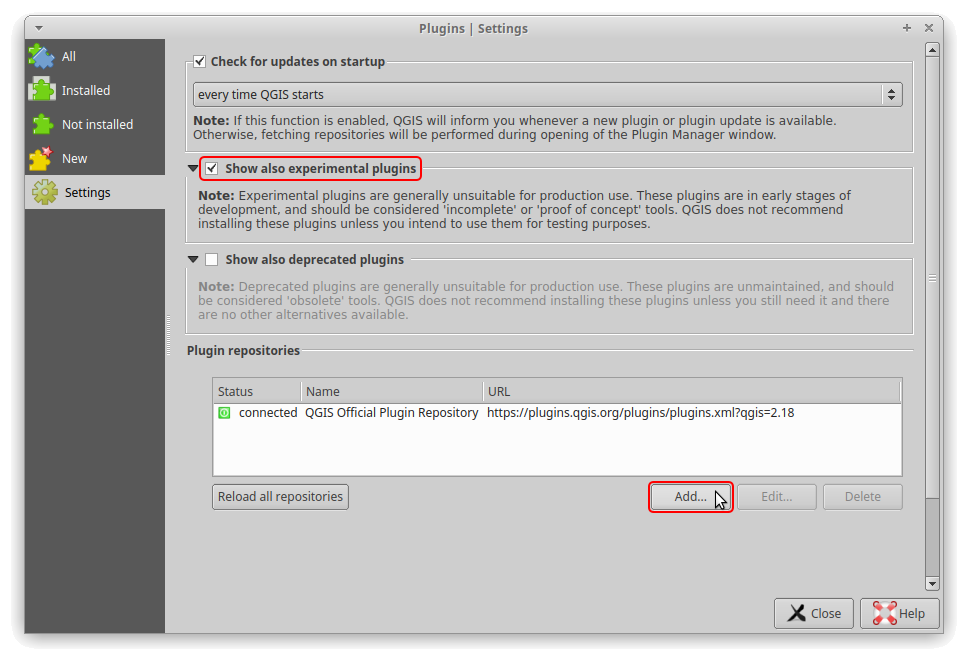 Plugins | Settings
All
Installed
Not installed
New
Settings
Check for updates on startup
every time QGIS starts
Note: If this function is enabled, QGIS will inform you whenever a new plugin or plugin update is available.
Otherwise, fetching repositories will be performed during opening of the Plugin Manager window.
Show also experimental plugins
Note: Experimental plugins are generally unsuitable for production use. These plugins are in early stages of
development, and should be considered 'incomplete' or 'proof of concept' tools. QGIS does not recommend
installing these plugins unless you intend to use them for testing purposes.
Show also deprecated plugins
Note: Deprecated plugins are generally unsuitable for production use. These plugins are unmaintained, and should
be considered 'obsolete' tools. QGIS does not recommend installing these plugins unless you still need it and there
are no other alternatives available.
Plugin repositories
Status Name URL
connected QGIS Official Plugin Repository https://plugins.qgis.org/plugins/plugins.xml?qgis=2.18
Reload all repositories Add... Edit... Delete
Close Help